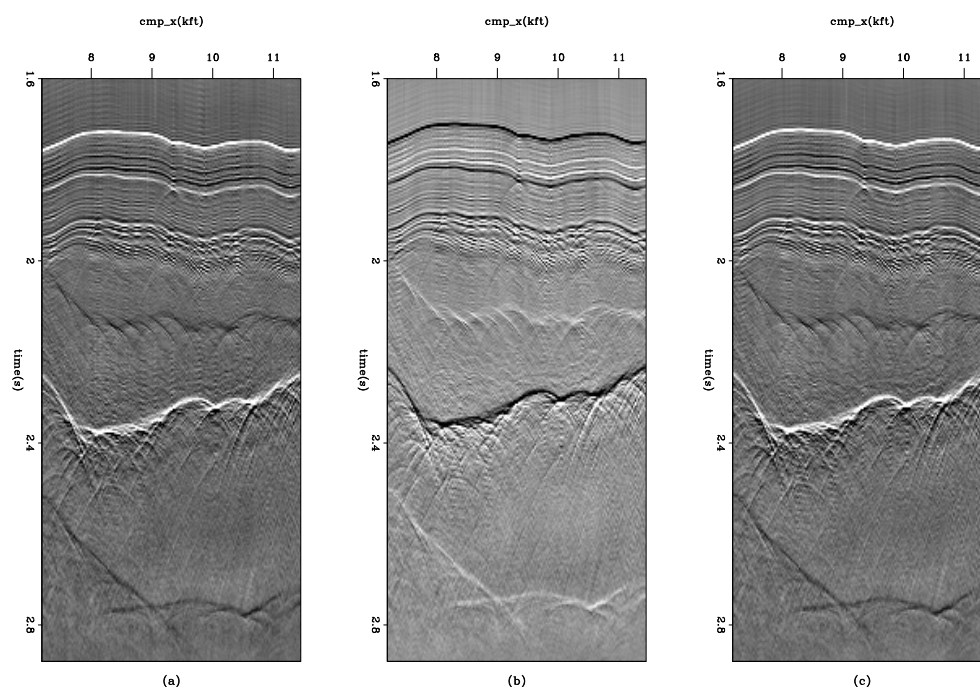 cmp_x(kft) cmp_x(kft) cmp_x(kft)
8 9 10 11 8 9 10 11 8 9 10 11
1.6 1.6 1.6
2 2 2
time(s) time(s) time(s)
2.4 2.4 2.4
2.8 2.8 2.8
(a) (b) (c)